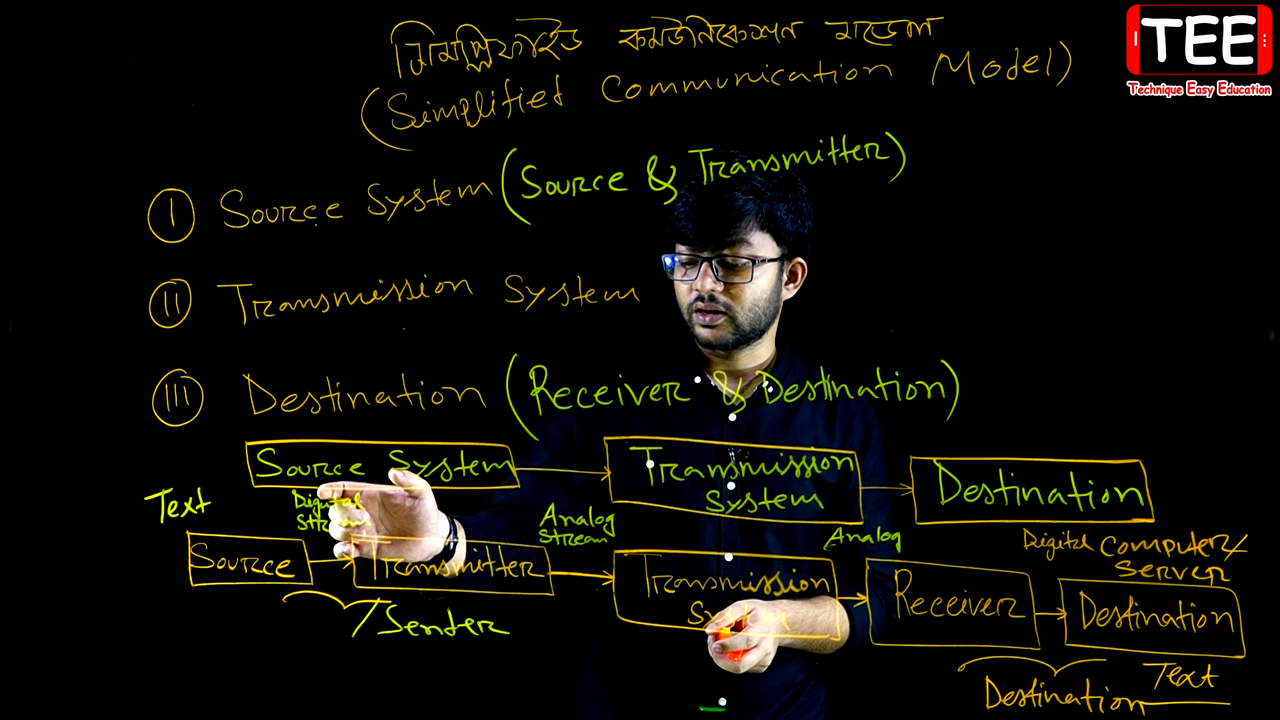 সিমপ্লিফাইড কমউনিকেশন মডেল
(Simplified Communication Model)
TEE
Technique Easy Education
I Source System (Source & Transmitter)
II Transmission System
III Destination (Receiver & Destination)
Source System
Transmission System
Destination
Text
Digital Stream
Analog Stream
Analog
Digital
Computer/
Server
Source
Transmitter
Transmission System
Receiver
Destination
Sender
Destination
Text